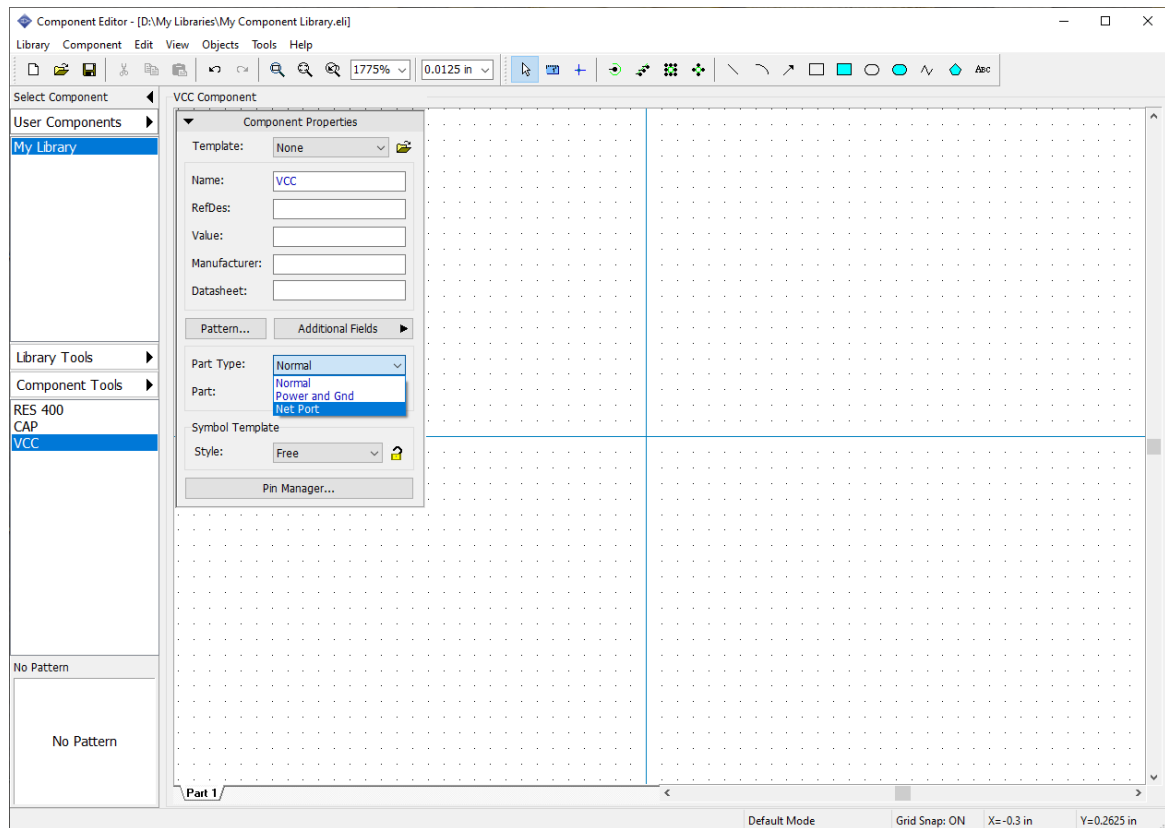 Component Editor - [D:\My Libraries\My Component Library.eli]
Library Component Edit View Objects Tools Help
1775% 0.0125 in ABC
Select Component
VCC Component
User Components
My Library
Component Properties
Template: None
Name: VCC
RefDes:
Value:
Manufacturer:
Datasheet:
Pattern... Additional Fields
Part Type: Normal
Normal
Part: Power and Gnd
Net Port
Symbol Template
Style: Free
Pin Manager...
Library Tools
Component Tools
RES 400
CAP
VCC
No Pattern
No Pattern
Part 1
Default Mode Grid Snap: ON X=-0.3 in Y=0.2625 in